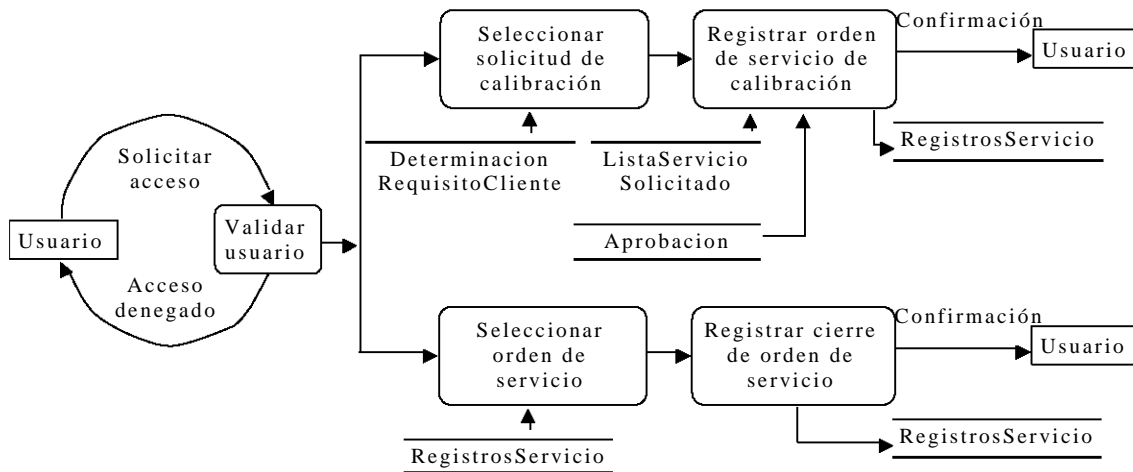 Seleccionar
solicitud de
calibración
Registrar orden
de servicio de
calibración
Confirmación
Usuario
RegistrosServicio
Determinacion
RequisitoCliente
ListaServicio
Solicitado
Aprobacion
Solicitar
acceso
Usuario
Validar
usuario
Acceso
denegado
Seleccionar
orden de
servicio
Registrar cierre
de orden de
servicio
Confirmación
Usuario
RegistrosServicio
RegistrosServicio